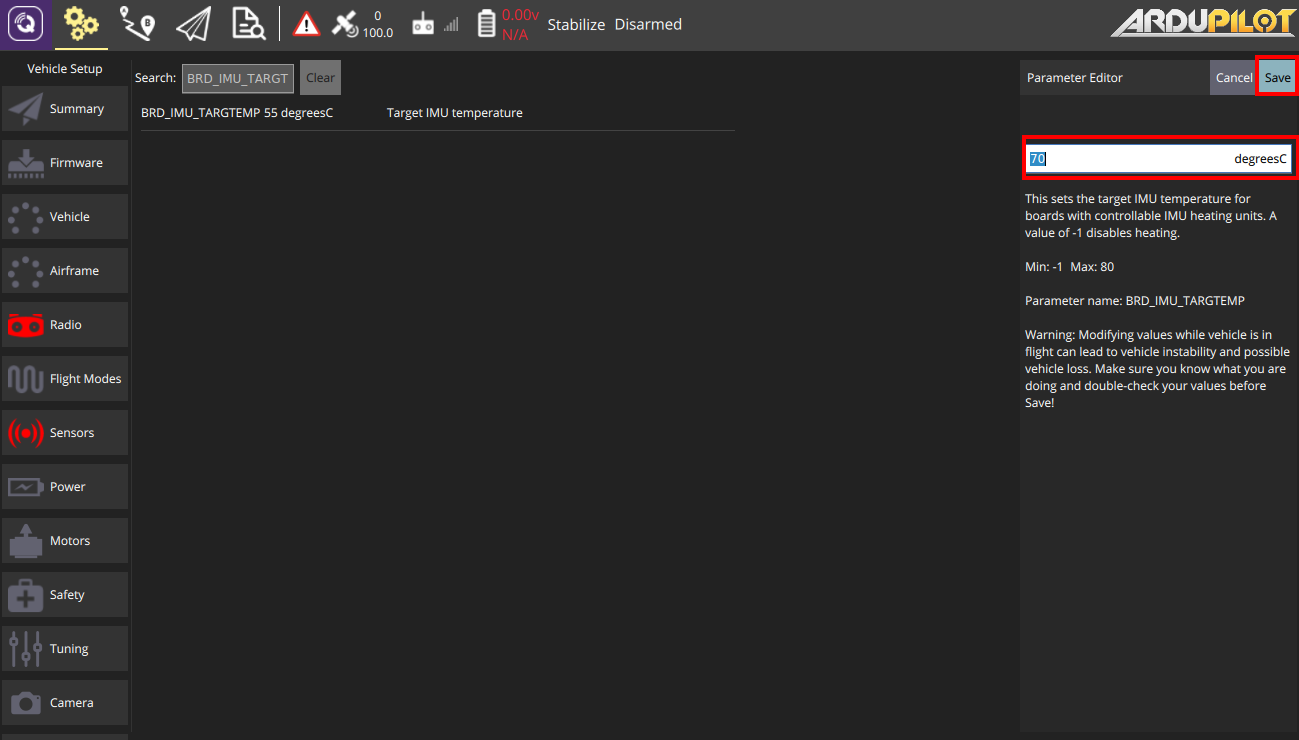 0
100.0
0.00v
N/A
Stabilize Disarmed
ARDUPILOT
Vehicle Setup
Summary
Firmware
Vehicle
Airframe
Radio
Flight Modes
Sensors
Power
Motors
Safety
Tuning
Camera
Search: BRD_IMU_TARGT Clear
BRD_IMU_TARGTEMP 55 degreesC Target IMU temperature
Parameter Editor Cancel Save
70 degreesC
This sets the target IMU temperature for
boards with controllable IMU heating units. A
value of -1 disables heating.
Min: -1 Max: 80
Parameter name: BRD_IMU_TARGTEMP
Warning: Modifying values while vehicle is in
flight can lead to vehicle instability and possible
vehicle loss. Make sure you know what you are
doing and double-check your values before
Save!